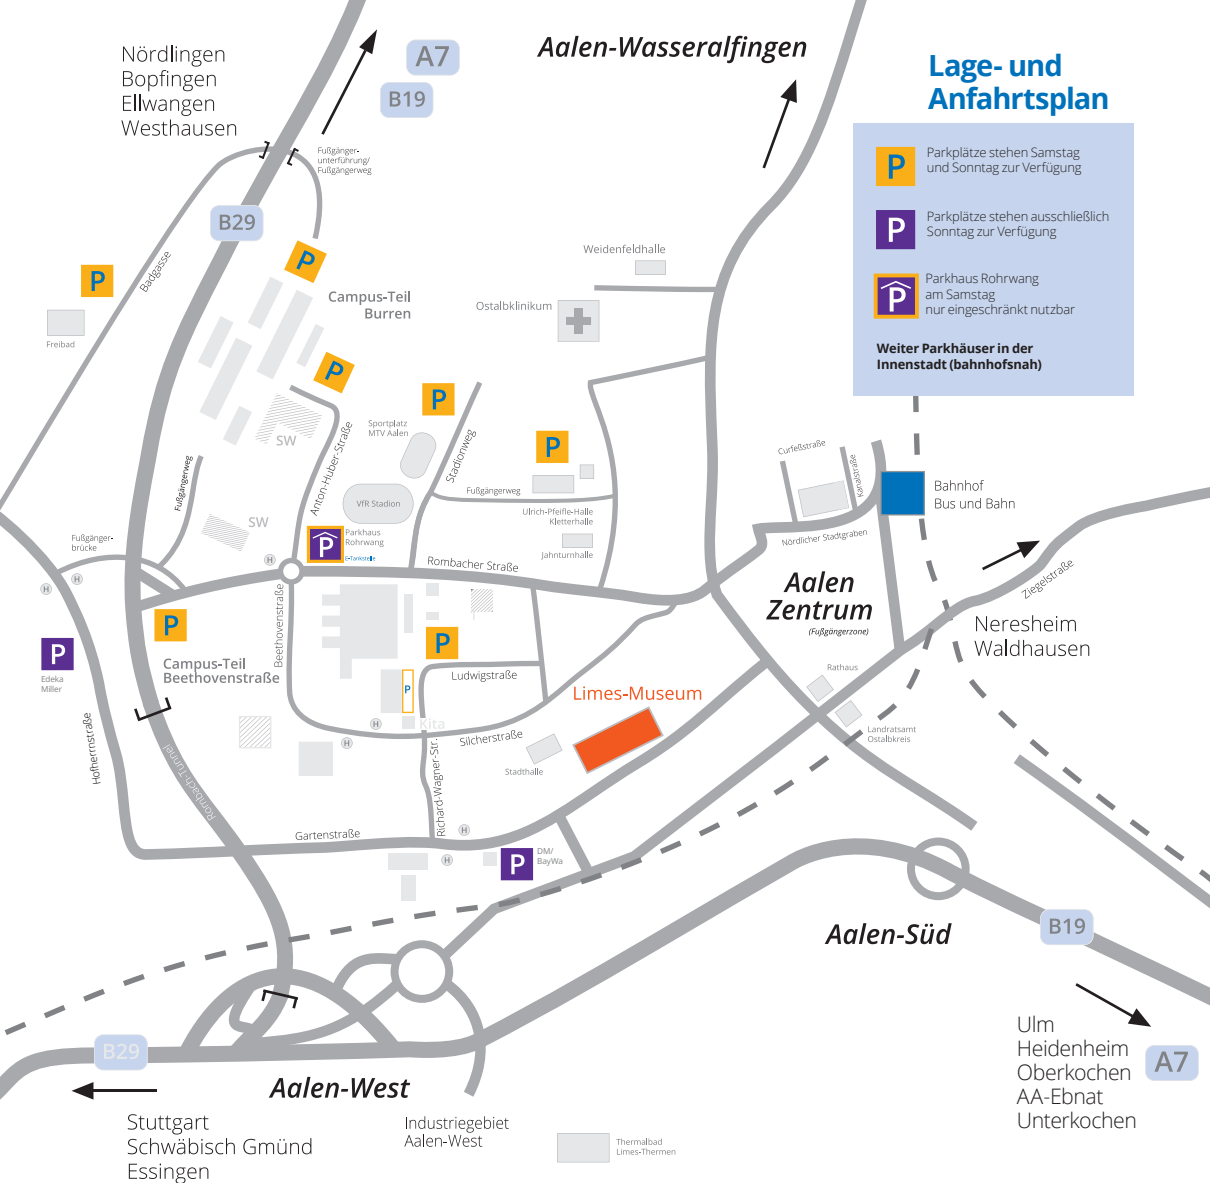 Nördlingen
Bopfingen
Ellwangen
Westhausen
A7
B19
Aalen-Wasseralfingen
Lage- und
Anfahrtsplan
P
Parkplätze stehen Samstag
und Sonntag zur Verfügung
P
Parkplätze stehen ausschließlich
Sonntag zur Verfügung
P
Parkhaus Rohrwang
am Samstag
nur eingeschränkt nutzbar
Weiter Parkhäuser in der
Innenstadt (bahnhofsnah)
Fußgänger-
unterführung/
Fußgängerweg
B29
P
P
Badgasse
Freibad
Campus-Teil
Burren
Weidenfeldhalle
Ostalbklinikum
P
P
P
SW
SW
Sportplatz
MTV Aalen
Anton-Huber-Straße
Stadionweg
VfR Stadion
Fußgängerweg
Fußgängerweg
Ulrich-Pfeifle-Halle
Kletterhalle
Jahnturnhalle
Curfeßstraße
Kanalstraße
Nördlicher Stadtgraben
Bahnhof
Bus und Bahn
Fußgänger-
brücke
H
H
H
P
Parkhaus
Rohrwang
E-Tankstelle
Rombacher Straße
Aalen
Zentrum
(Fußgängerzone)
Ziegelstraße
Neresheim
Waldhausen
P
P
P
Edeka
Miller
Campus-Teil
Beethovenstraße
Beethovenstraße
Ludwigstraße
P
Kita
H
H
Silcherstraße
Richard-Wagner-Str.
Limes-Museum
Stadthalle
Rathaus
Landratsamt
Ostalbkreis
Hofherrnstraße
Rombach-Tunnel
Gartenstraße
H
H
P
DM/
BayWa
Aalen-Süd
B19
B29
Aalen-West
Stuttgart
Schwäbisch Gmünd
Essingen
Industriegebiet
Aalen-West
Thermalbad
Limes-Thermen
Ulm
Heidenheim
Oberkochen
AA-Ebnat
Unterkochen
A7